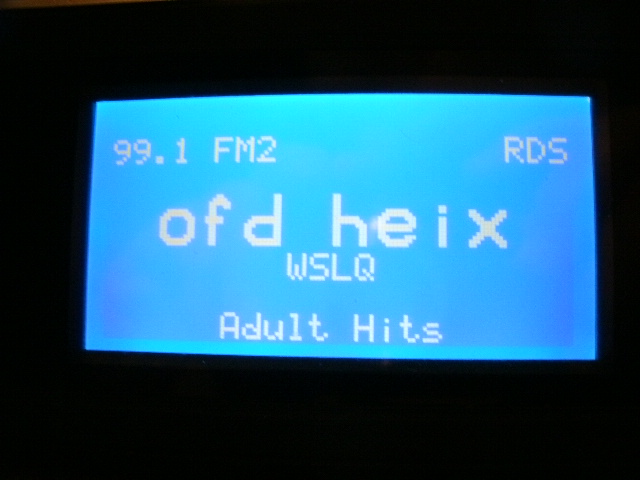 99.1 FM2 RDS
ofd heix
WSLQ
Adult Hits